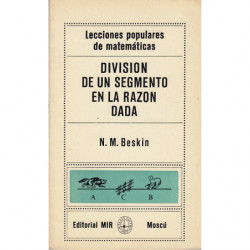 Lecciones populares
de matemáticas
DIVISION
DE UN SEGMENTO
EN LA RAZON
DADA
N. M. Beskin
A C B
Editorial MIR Moscú